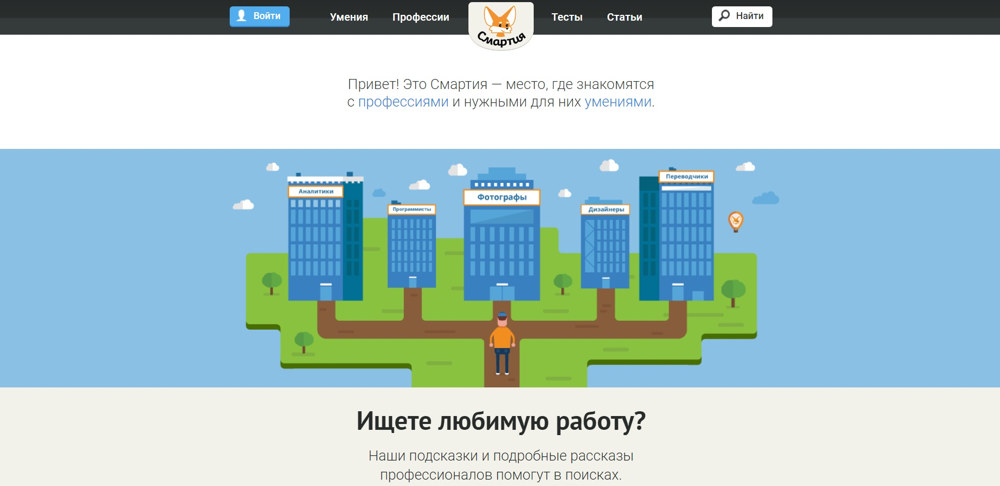 Войти
Умения
Профессии
Смартия
Тесты
Статьи
Найти
Привет! Это Смартия — место, где знакомятся
с профессиями и нужными для них умениями.
Аналитики
Программисты
Фотографы
Дизайнеры
Переводчики
Ищете любимую работу?
Наши подсказки и подробные рассказы
профессионалов помогут в поисках.